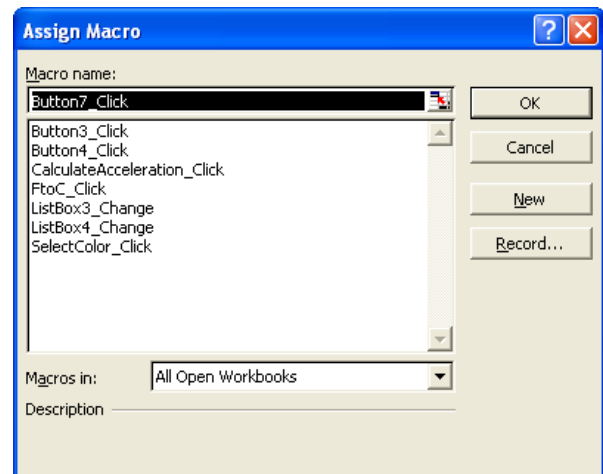 Assign Macro
Macro name:
Button7_Click
OK
Button3_Click
Button4_Click
CalculateAcceleration_Click
FtoC_Click
ListBox3_Change
ListBox4_Change
SelectColor_Click
Cancel
New
Record...
Macros in:
All Open Workbooks
Description